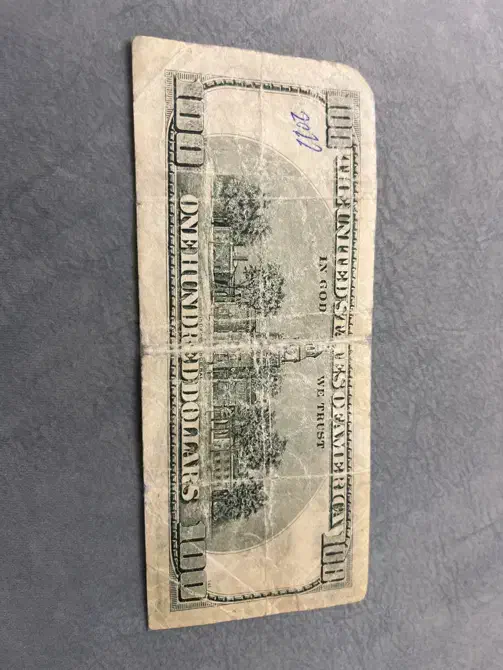 100 THE UNITED STATES OF AMERICA 100
IN GOD WE TRUST
100 ONE HUNDRED DOLLARS 100